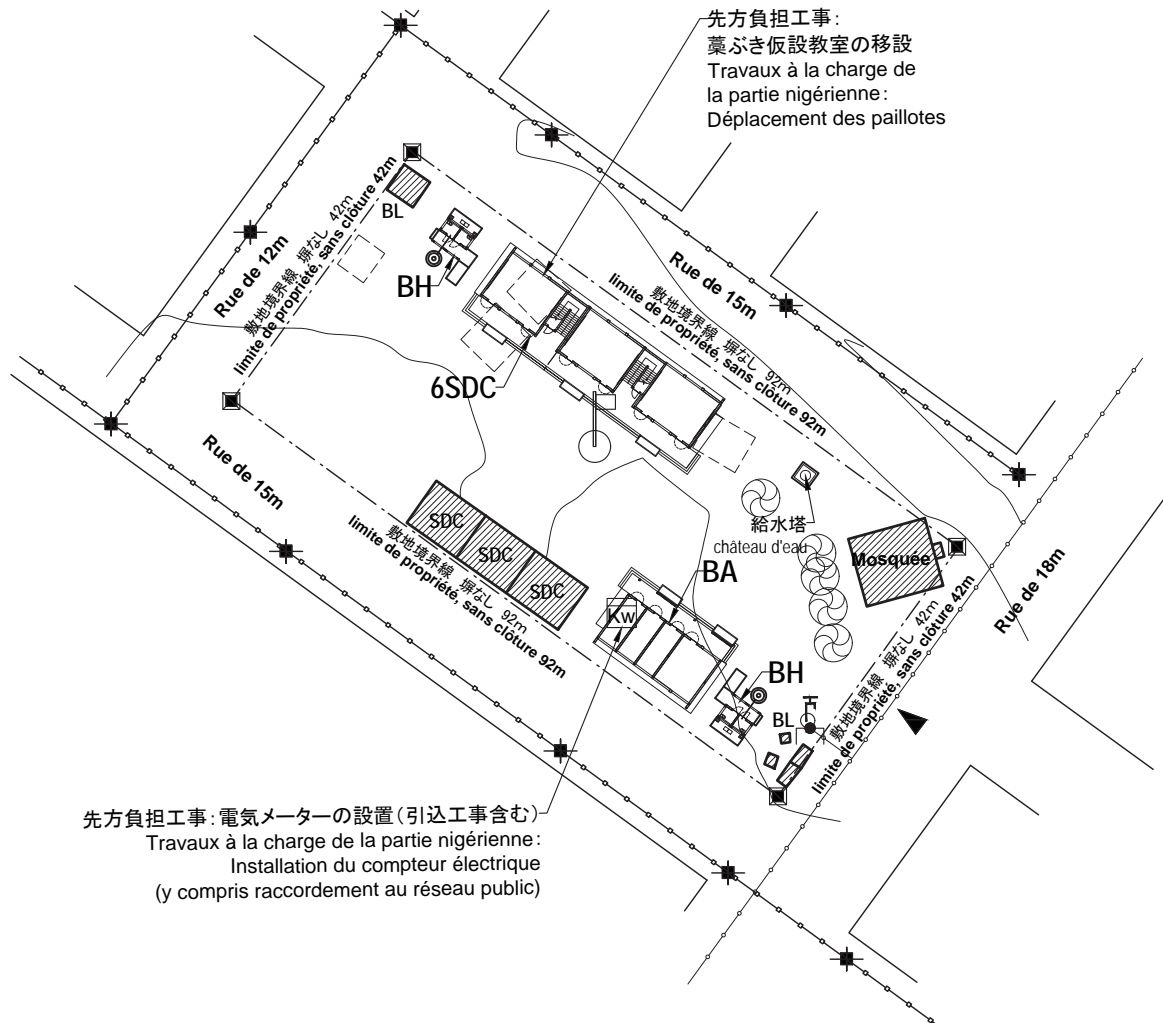 先方負担工事:
藁ぶき仮設教室の移設
Travaux à la charge de
la partie nigérienne:
Déplacement des paillotes
BL
BH
Rue de 12m
敷地境界線 塀なし 42m
limite de propriété, sans clôture 42m
敷地境界線 塀なし 92m
limite de propriété, sans clôture 92m
Rue de 15m
6SDC
Rue de 15m
SDC
SDC
SDC
敷地境界線 塀なし 92m
limite de propriété, sans clôture 92m
給水塔
château d'eau
Mosquée
BA
Kw
BH
BL
敷地境界線 塀なし 42m
limite de propriété, sans clôture 42m
Rue de 18m
先方負担工事:電気メーターの設置(引込工事含む)
Travaux à la charge de la partie nigérienne:
Installation du compteur électrique
(y compris raccordement au réseau public)